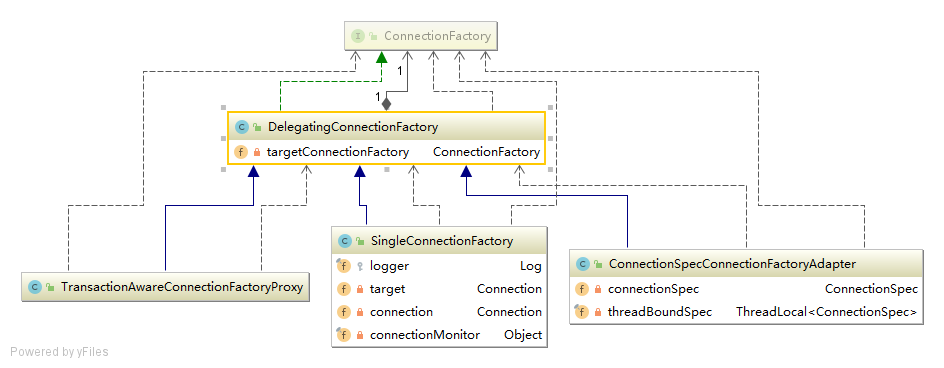 I ConnectionFactory
1
1
C DelegatingConnectionFactory
f targetConnectionFactory ConnectionFactory
C SingleConnectionFactory
f logger Log
f target Connection
f connection Connection
f connectionMonitor Object
C ConnectionSpecConnectionFactoryAdapter
f connectionSpec ConnectionSpec
f threadBoundSpec ThreadLocal<ConnectionSpec>
C TransactionAwareConnectionFactoryProxy
Powered by yFiles